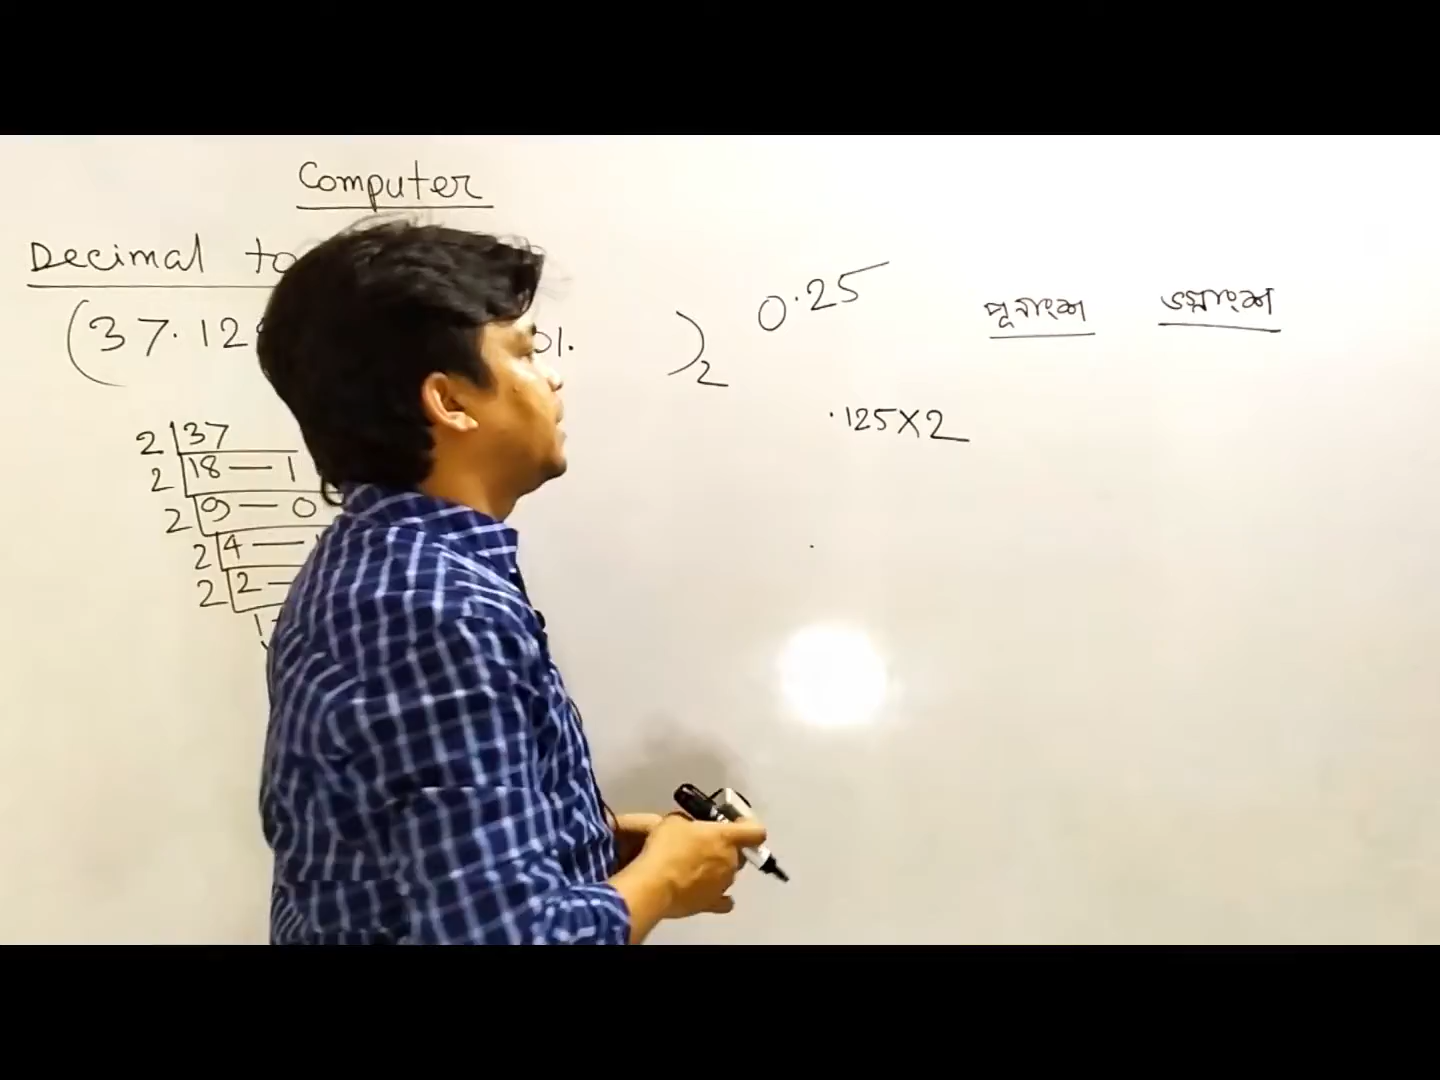 Computer
Decimal to
(37.12 01. )2
2 37
2 18 — 1
2 9 — 0
2 4 —
2 2 —
1
0.25
পূর্নাংশ ভগ্নাংশ
.125×2